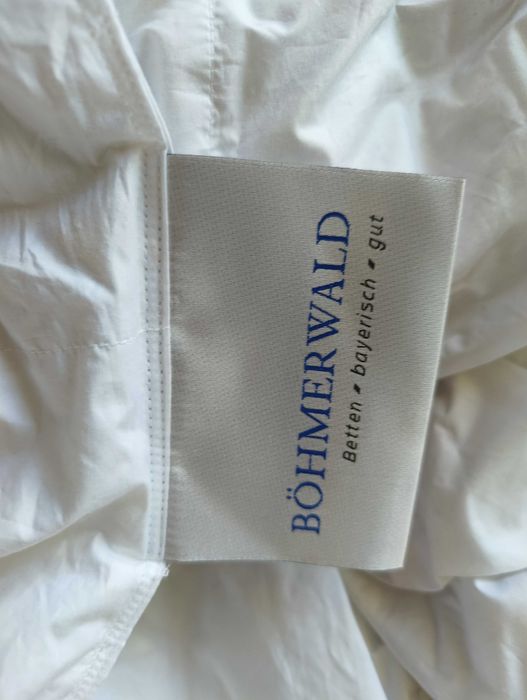 BÖHMERWALD
Betten • bayerisch • gut